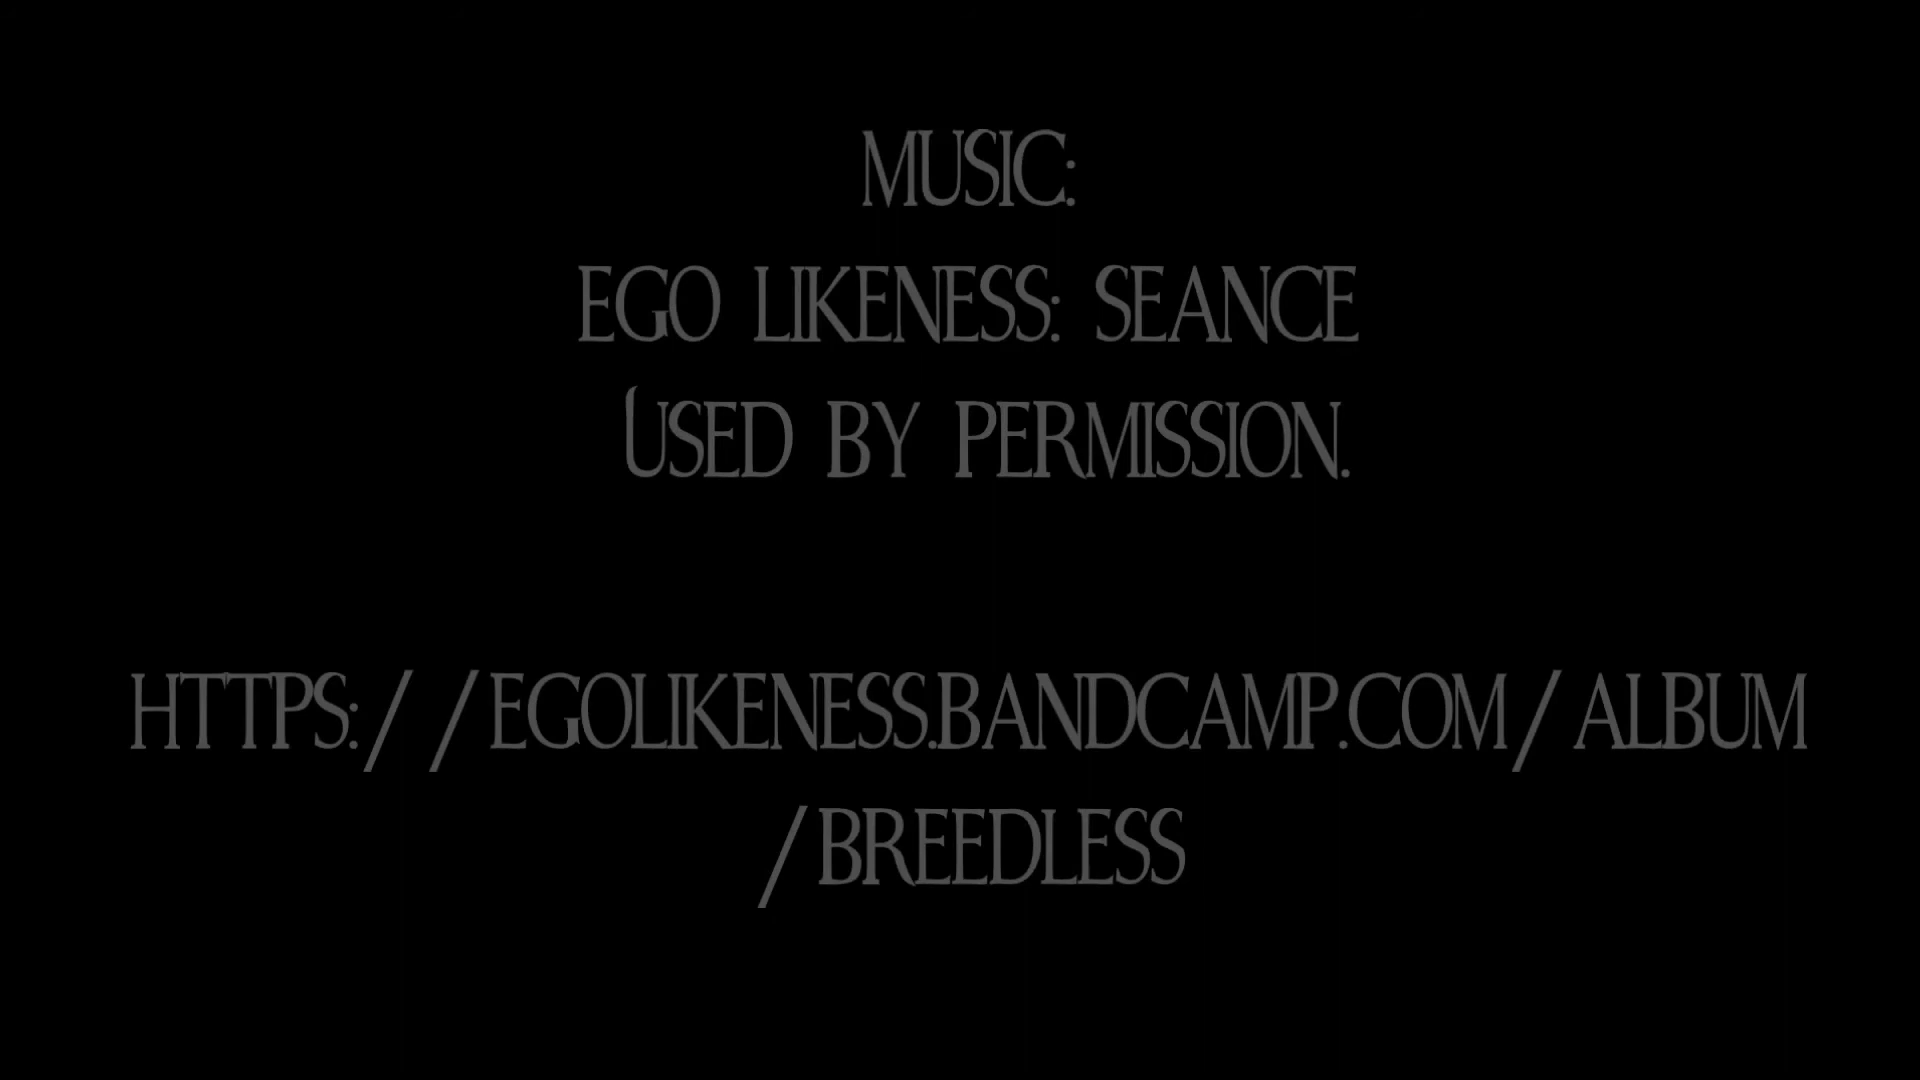 MUSIC:
EGO LIKENESS: SEANCE
USED BY PERMISSION.
HTTPS://EGOLIKENESS.BANDCAMP.COM/ALBUM
/BREEDLESS